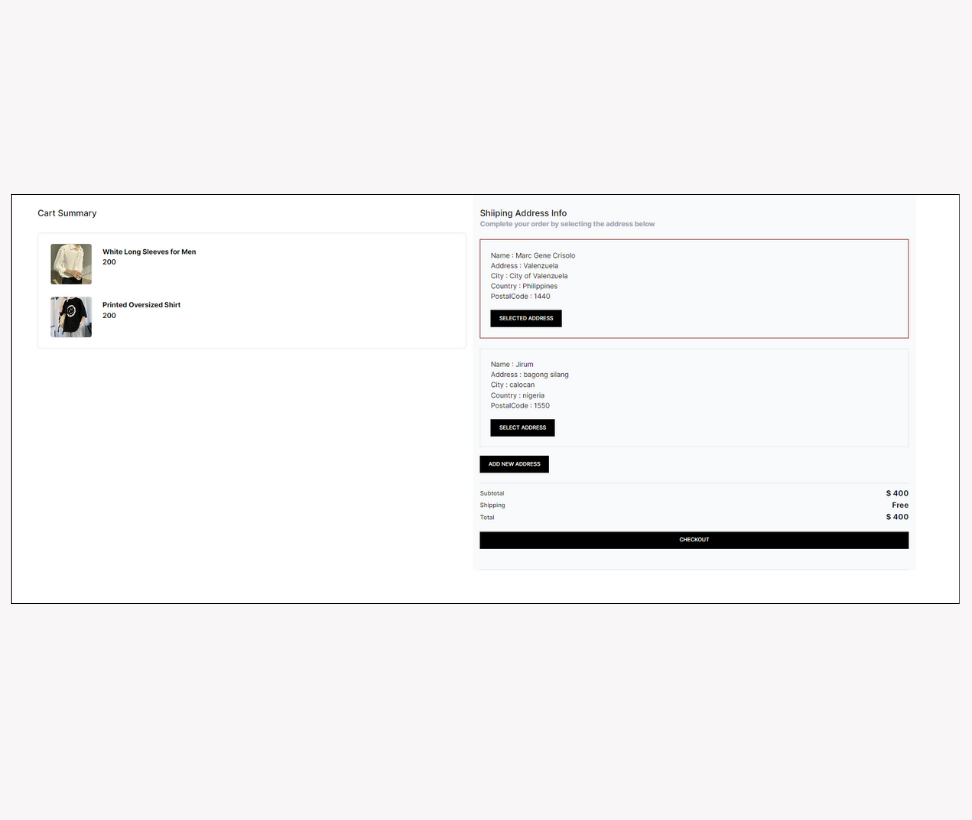 Cart Summary
White Long Sleeves for Men
200
Printed Oversized Shirt
200
Shiiping Address Info
Complete your order by selecting the address below
Name : Marc Gene Crisolo
Address : Valenzuela
City : City of Valenzuela
Country : Philippines
PostalCode : 1440
SELECTED ADDRESS
Name : Jirum
Address : bagong silang
City : calocan
Country : nigeria
PostalCode : 1550
SELECT ADDRESS
ADD NEW ADDRESS
Subtotal $ 400
Shipping Free
Total $ 400
CHECKOUT